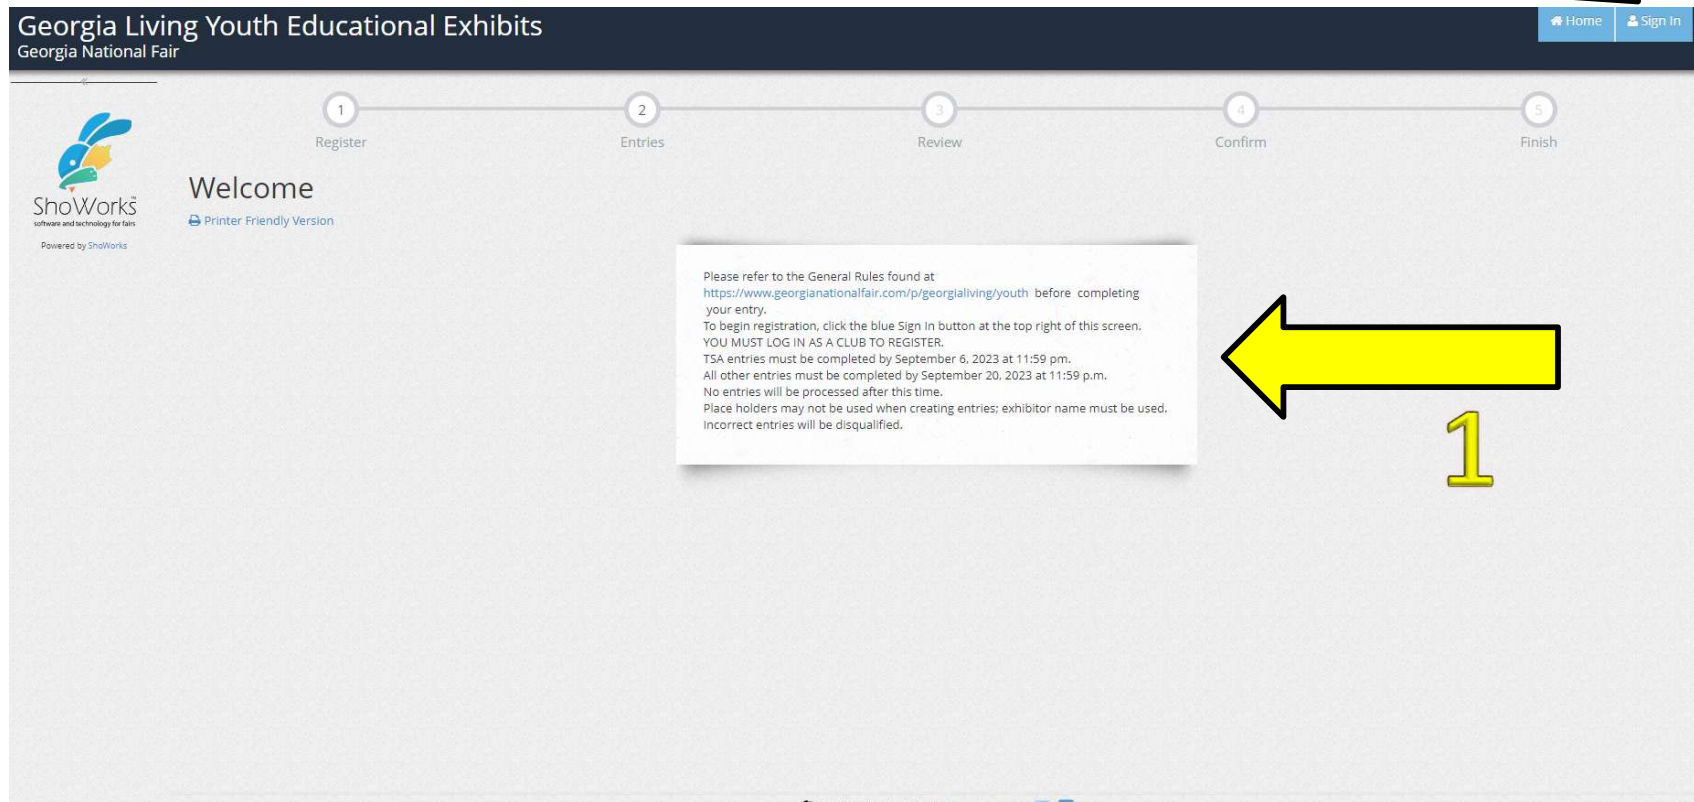 Georgia Living Youth Educational Exhibits
Georgia National Fair
Home
Sign In
1
2
3
4
5
Register
Entries
Review
Confirm
Finish
ShoWorks™
software and technology for fairs
Powered by ShoWorks
Welcome
Printer Friendly Version
Please refer to the General Rules found at
https://www.georgianationalfair.com/p/georgialiving/youth before completing
your entry.
To begin registration, click the blue Sign In button at the top right of this screen.
YOU MUST LOG IN AS A CLUB TO REGISTER.
TSA entries must be completed by September 6, 2023 at 11:59 pm.
All other entries must be completed by September 20, 2023 at 11:59 p.m.
No entries will be processed after this time.
Place holders may not be used when creating entries; exhibitor name must be used.
Incorrect entries will be disqualified.
1